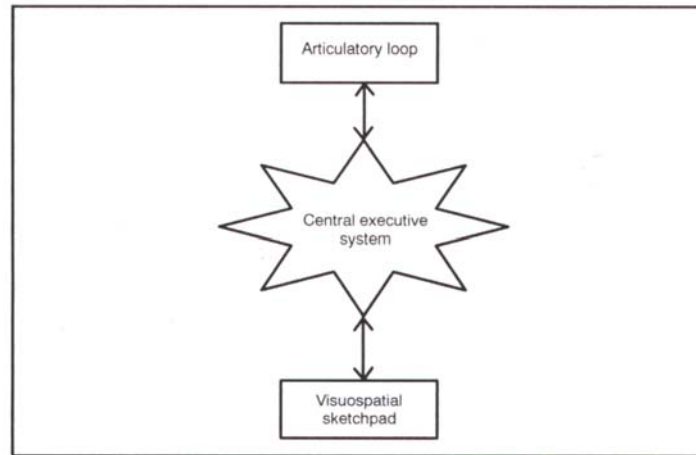 Articulatory loop
Central executive
system
Visuospatial
sketchpad